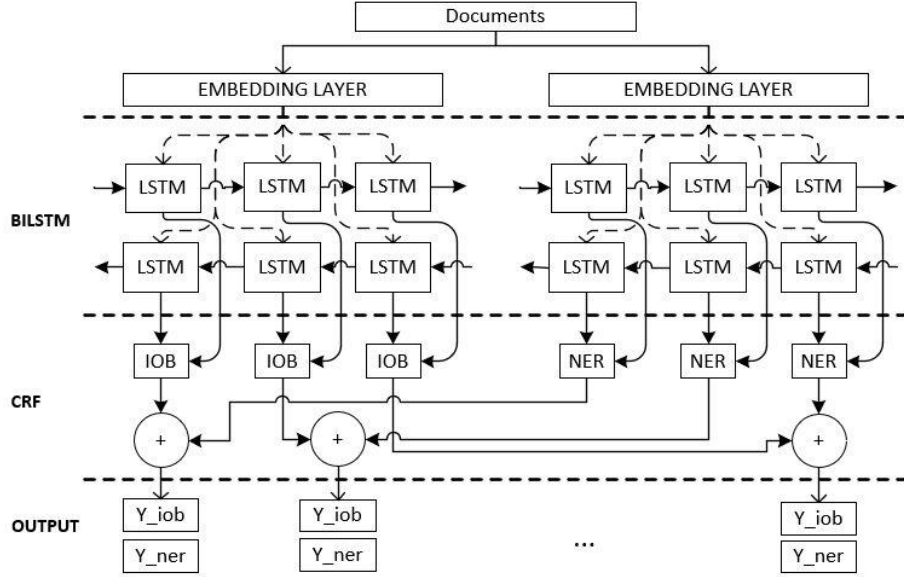 Documents
EMBEDDING LAYER EMBEDDING LAYER
LSTM LSTM LSTM LSTM LSTM LSTM
BILSTM
LSTM LSTM LSTM LSTM LSTM LSTM
IOB IOB IOB NER NER NER
CRF
+ + +
Y_iob Y_iob Y_iob
OUTPUT
...
Y_ner Y_ner Y_ner